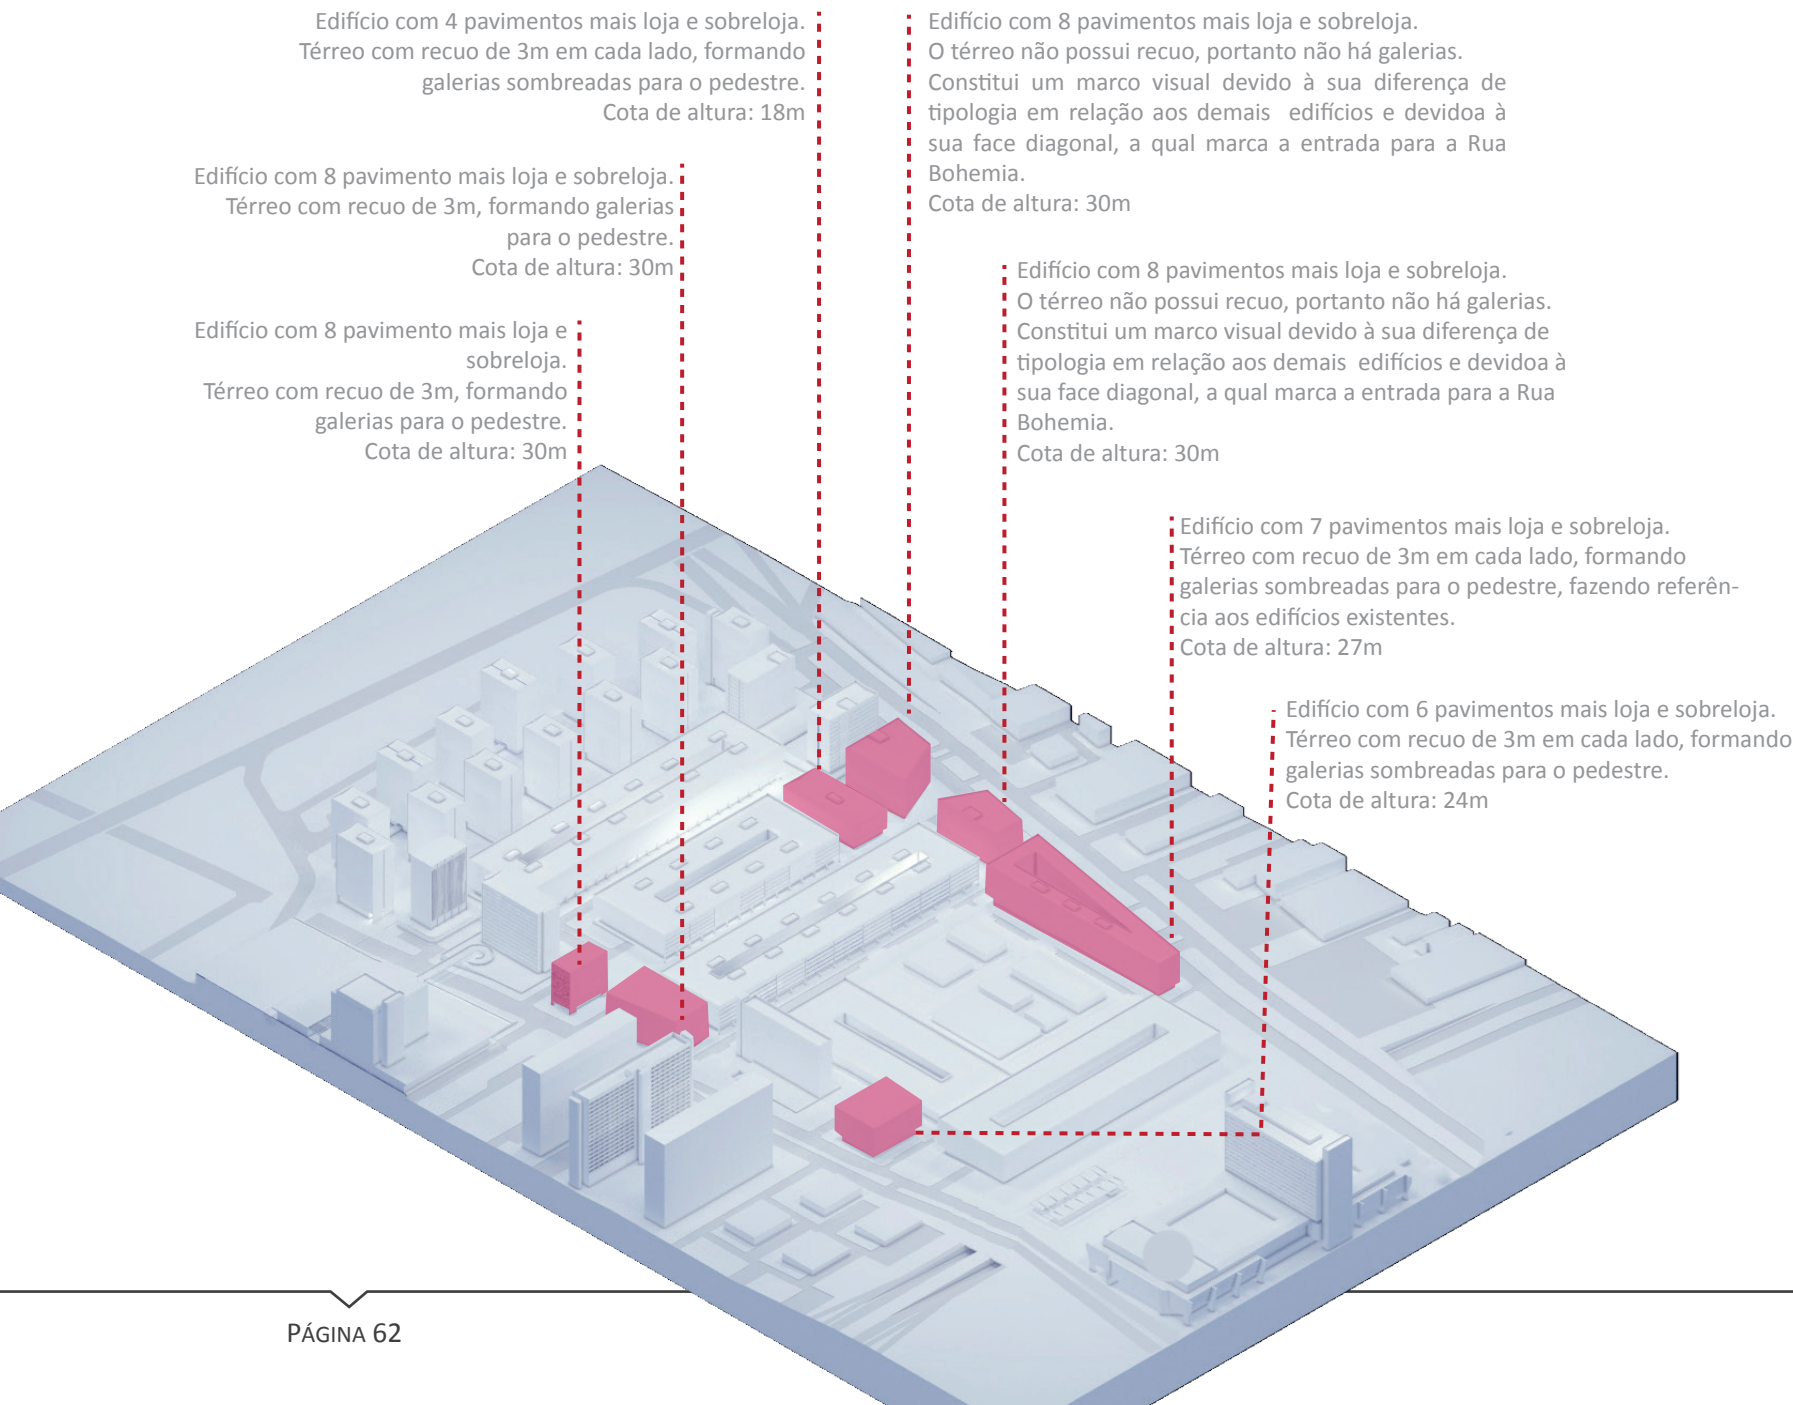 Edifício com 4 pavimentos mais loja e sobreloja.
Térreo com recuo de 3m em cada lado, formando
galerias sombreadas para o pedestre.
Cota de altura: 18m
Edifício com 8 pavimento mais loja e sobreloja.
Térreo com recuo de 3m, formando galerias
para o pedestre.
Cota de altura: 30m
Edifício com 8 pavimento mais loja e
sobreloja.
Térreo com recuo de 3m, formando
galerias para o pedestre.
Cota de altura: 30m
Edifício com 8 pavimentos mais loja e sobreloja.
O térreo não possui recuo, portanto não há galerias.
Constitui um marco visual devido à sua diferença de
tipologia em relação aos demais edifícios e devidoa à
sua face diagonal, a qual marca a entrada para a Rua
Bohemia.
Cota de altura: 30m
Edifício com 8 pavimentos mais loja e sobreloja.
O térreo não possui recuo, portanto não há galerias.
Constitui um marco visual devido à sua diferença de
tipologia em relação aos demais edifícios e devidoa à
sua face diagonal, a qual marca a entrada para a Rua
Bohemia.
Cota de altura: 30m
Edifício com 7 pavimentos mais loja e sobreloja.
Térreo com recuo de 3m em cada lado, formando
galerias sombreadas para o pedestre, fazendo referên-
cia aos edifícios existentes.
Cota de altura: 27m
Edifício com 6 pavimentos mais loja e sobreloja.
Térreo com recuo de 3m em cada lado, formando
galerias sombreadas para o pedestre.
Cota de altura: 24m
PÁGINA 62